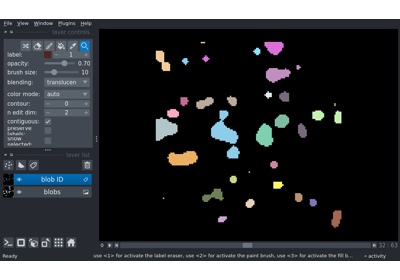 File View Window Plugins Help
layer controls
label: 1
opacity: 0.70
brush size: 10
blending: translucen
color mode: auto
contour: 0
n edit dim: 2
contiguous:
preserve labels:
show selected:
layer list
blob ID
blobs
32 63
Ready use <1> for activate the label eraser, use <2> for activate the paint brush, use <3> for activate the fill b... activity